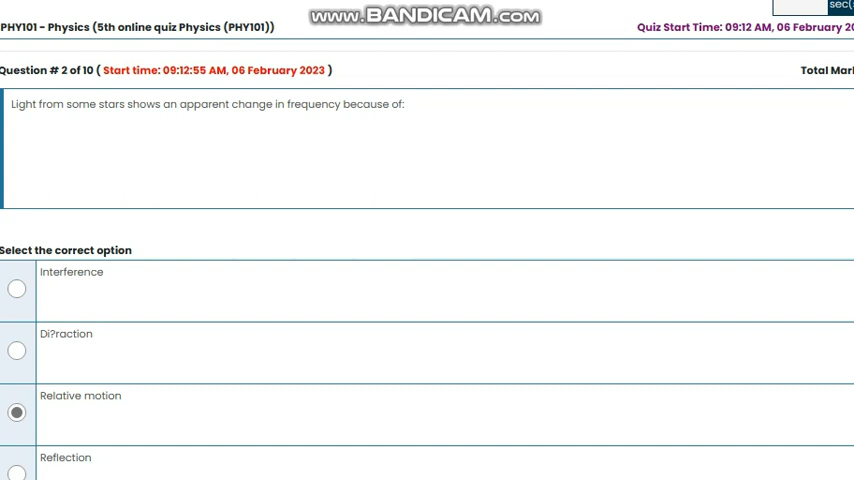 www.BANDICAM.com
PHY101 - Physics (5th online quiz Physics (PHY101))
Quiz Start Time: 09:12 AM, 06 February
Question # 2 of 10 ( Start time: 09:12:55 AM, 06 February 2023 )
Total
Light from some stars shows an apparent change in frequency because of:
Select the correct option
Interference
Di?raction
Relative motion
Reflection